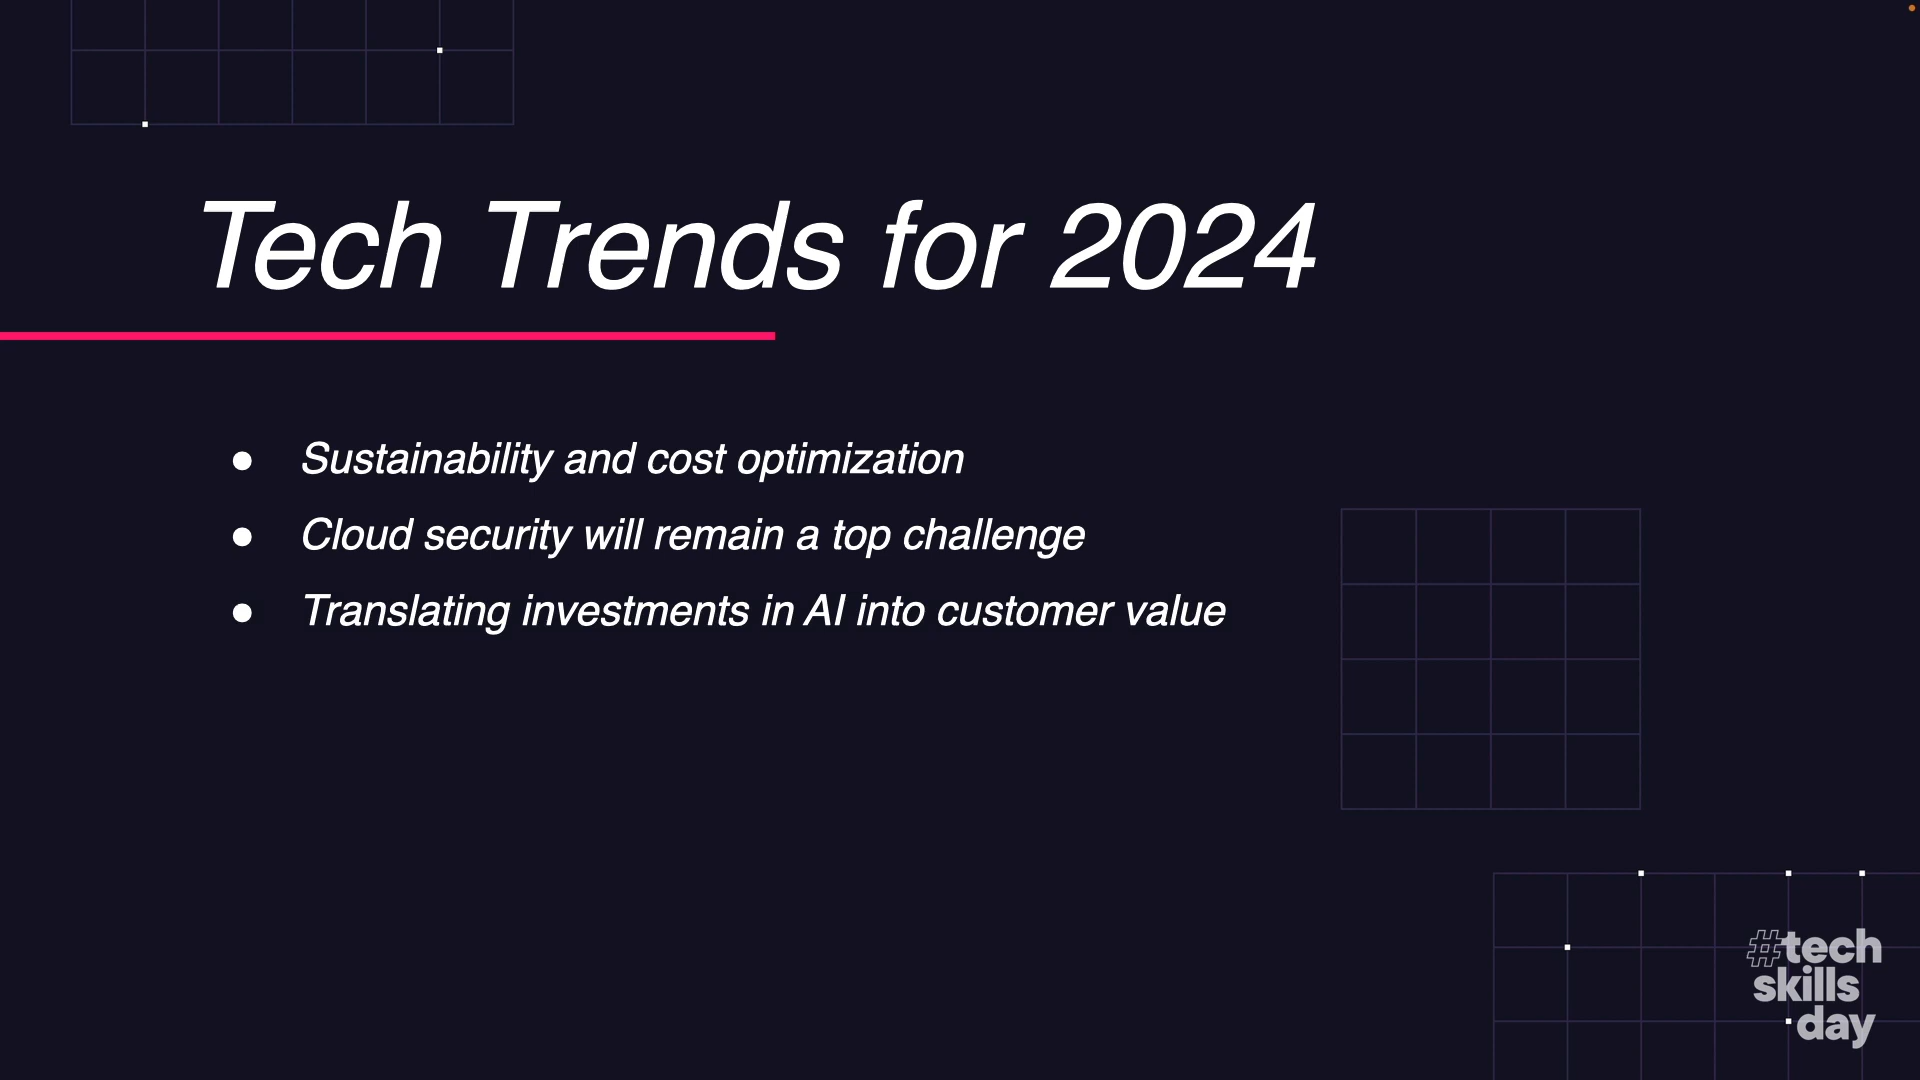 Tech Trends for 2024
● Sustainability and cost optimization
● Cloud security will remain a top challenge
● Translating investments in AI into customer value
#tech
skills
day